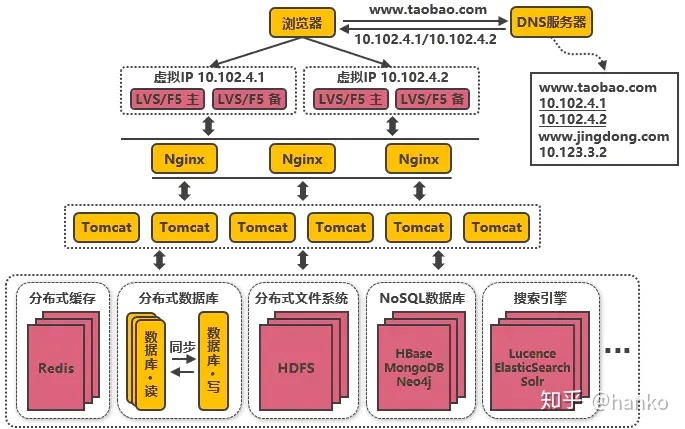 浏览器
www.taobao.com
DNS服务器
10.102.4.1/10.102.4.2
虚拟IP 10.102.4.1
LVS/F5 主
LVS/F5 备
虚拟IP 10.102.4.2
LVS/F5 主
LVS/F5 备
www.taobao.com
10.102.4.1
10.102.4.2
www.jingdong.com
10.123.3.2
Nginx
Nginx
Nginx
Tomcat
Tomcat
Tomcat
Tomcat
Tomcat
Tomcat
分布式缓存
Redis
分布式数据库
数据库·读
同步
数据库·写
分布式文件系统
HDFS
NoSQL数据库
HBase
MongoDB
Neo4j
搜索引擎
Lucence
ElasticSearch
Solr
...
知乎 @hanko